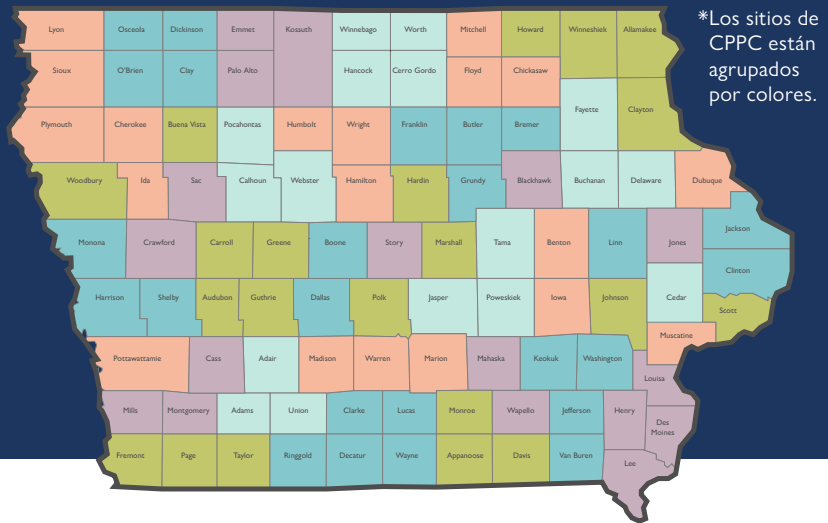 *Los sitios de
CPPC están
agrupados
por colores.
Lyon Osceola Dickinson Emmet Kossuth Winnebago Worth Mitchell Howard Winneshiek Allamakee
Sioux O'Brien Clay Palo Alto Hancock Cerro Gordo Floyd Chickasaw
Fayette Clayton
Plymouth Cherokee Buena Vista Pocahontas Humbolt Wright Franklin Butler Bremer
Woodbury Ida Sac Calhoun Webster Hamilton Hardin Grundy Blackhawk Buchanan Delaware Dubuque
Monona Crawford Carroll Greene Boone Story Marshall Tama Benton Linn Jones Jackson
Clinton
Harrison Shelby Audubon Guthrie Dallas Polk Jasper Poweskiek Iowa Johnson Cedar Scott
Muscatine
Pottawattamie Cass Adair Madison Warren Marion Mahaska Keokuk Washington
Louisa
Mills Montgomery Adams Union Clarke Lucas Monroe Wapello Jefferson Henry
Des
Moines
Fremont Page Taylor Ringgold Decatur Wayne Appanoose Davis Van Buren Lee